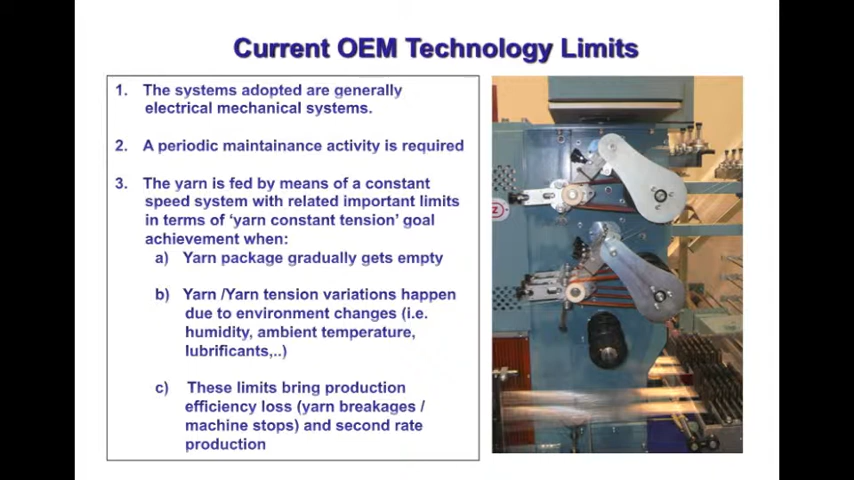 Current OEM Technology Limits
1. The systems adopted are generally
electrical mechanical systems.
2. A periodic maintainance activity is required
3. The yarn is fed by means of a constant
speed system with related important limits
in terms of ‘yarn constant tension’ goal
achievement when:
a) Yarn package gradually gets empty
b) Yarn /Yarn tension variations happen
due to environment changes (i.e.
humidity, ambient temperature,
lubrificants,..)
c) These limits bring production
efficiency loss (yarn breakages /
machine stops) and second rate
production
Z